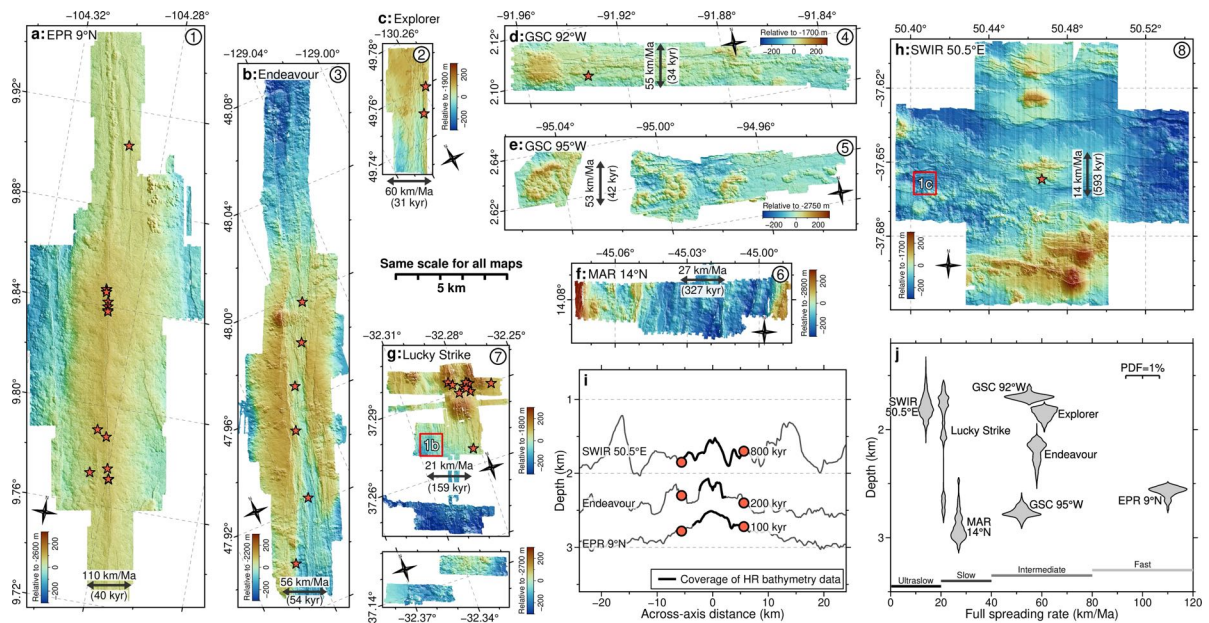 −104.32° −104.28°
a: EPR 9°N 1
9.92°
9.88°
9.84°
9.80°
9.76°
9.72°
Relative to -2600 m
−200 0 200
110 km/Ma
(40 kyr)
−129.04° −129.00°
b: Endeavour 3
48.08°
48.04°
48.00°
47.96°
47.92°
Relative to -2200 m
−200 0 200
56 km/Ma
(54 kyr)
c: Explorer
−130.26°
2
49.78°
49.76°
49.74°
Relative to -1900 m
−200 0 200
60 km/Ma
(31 kyr)
−91.96° −91.92° −91.88° −91.84°
d: GSC 92°W 4
2.12°
2.10°
Relative to -1700 m
−200 0 200
55 km/Ma
(34 kyr)
−95.04° −95.00° −94.96°
e: GSC 95°W 5
2.64°
2.62°
53 km/Ma
(42 kyr)
Relative to -2750 m
−200 0 200
Same scale for all maps
5 km
−45.06° −45.03° −45.00°
f: MAR 14°N 6
14.08°
27 km/Ma
(327 kyr)
Relative to -2800 m
−200 0 200
−32.31° −32.28° −32.27° −32.25°
g: Lucky Strike 7
37.29°
37.26°
37.14°
1b
21 km/Ma
(159 kyr)
Relative to -1800 m
−200 0 200
Relative to -2700 m
−200 0 200
−32.37° −32.34°
50.40° 50.43° 50.46° 50.48° 50.52°
h: SWIR 50.5°E 8
−37.62°
−37.65°
−37.68°
1c
14 km/Ma
(593 kyr)
Relative to -1700 m
−200 0 200
i
Depth (km)
1
2
3
SWIR 50.5°E
800 kyr
Endeavour
200 kyr
EPR 9°N
100 kyr
Coverage of HR bathymetry data
−20 −10 0 10 20
Across-axis distance (km)
j
PDF=1%
Depth (km)
1
2
3
SWIR
50.5°E
Lucky Strike
GSC 92°W
Explorer
Endeavour
GSC 95°W
MAR
14°N
EPR 9°N
Ultraslow Slow Intermediate Fast
0 20 40 60 80 100 120
Full spreading rate (km/Ma)